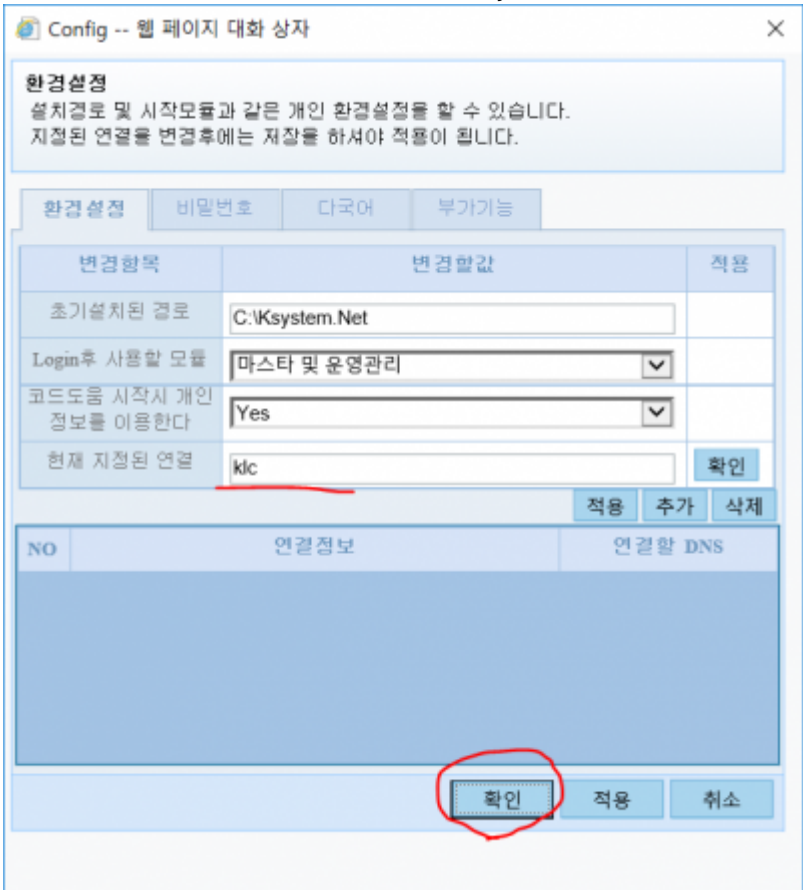 Config -- 웹 페이지 대화 상자
환경설정
설치경로 및 시작모듈과 같은 개인 환경설정을 할 수 있습니다.
지정된 연결을 변경후에는 저장을 하셔야 적용이 됩니다.
환경설정 비밀번호 다국어 부가기능
변경항목 변경할값 적용
초기설치된 경로 C:\Ksystem.Net
Login후 사용할 모듈 마스타 및 운영관리
코드도움 시작시 개인
정보를 이용한다 Yes
현재 지정된 연결 klc 확인
적용 추가 삭제
NO 연결정보 연결할 DNS
확인 적용 취소